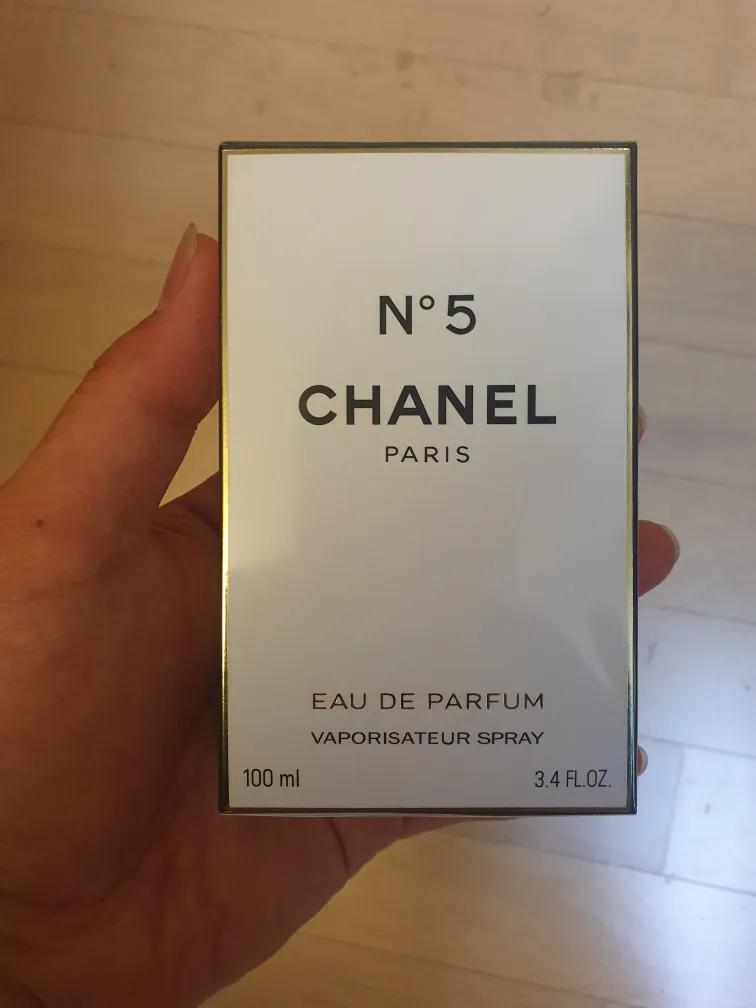 N° 5
CHANEL
PARIS
EAU DE PARFUM
VAPORISATEUR SPRAY
100 ml 3.4 FL.OZ.